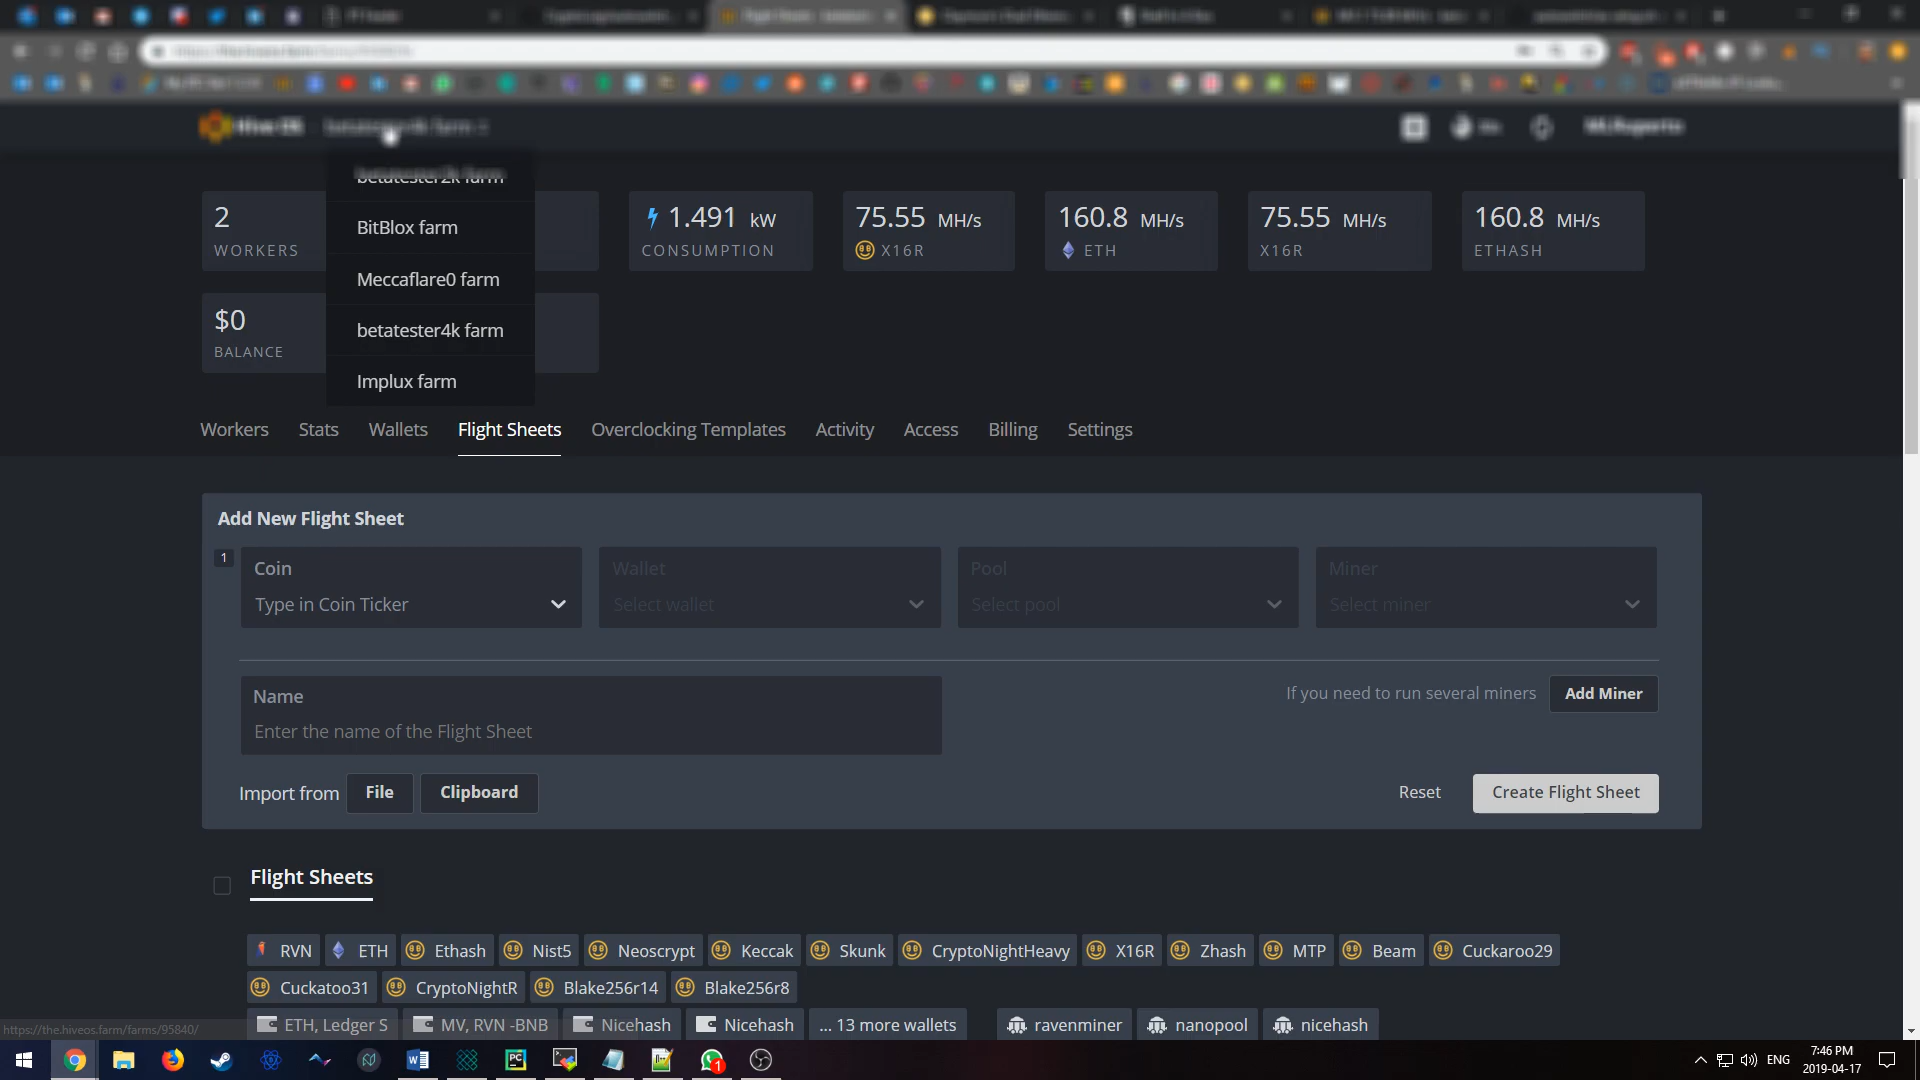 betatester2k farm
2
WORKERS
BitBlox farm
Meccaflare0 farm
betatester4k farm
Implux farm
1.491 kW
CONSUMPTION
75.55 MH/s
X16R
160.8 MH/s
ETH
75.55 MH/s
X16R
160.8 MH/s
ETHASH
$0
BALANCE
Workers Stats Wallets Flight Sheets Overclocking Templates Activity Access Billing Settings
Add New Flight Sheet
1
Coin Wallet Pool Miner
Type in Coin Ticker Select wallet Select pool Select miner
Name
Enter the name of the Flight Sheet
If you need to run several miners Add Miner
Import from File Clipboard Reset Create Flight Sheet
Flight Sheets
RVN ETH Ethash Nist5 Neoscrypt Keccak Skunk CryptoNightHeavy X16R Zhash MTP Beam Cuckaroo29
Cuckatoo31 CryptoNightR Blake256r14 Blake256r8
ETH, Ledger S MV, RVN -BNB Nicehash Nicehash ... 13 more wallets ravenminer nanopool nicehash
https://the.hiveos.farm/farms/95840/
ENG
7:46 PM
2019-04-17
1